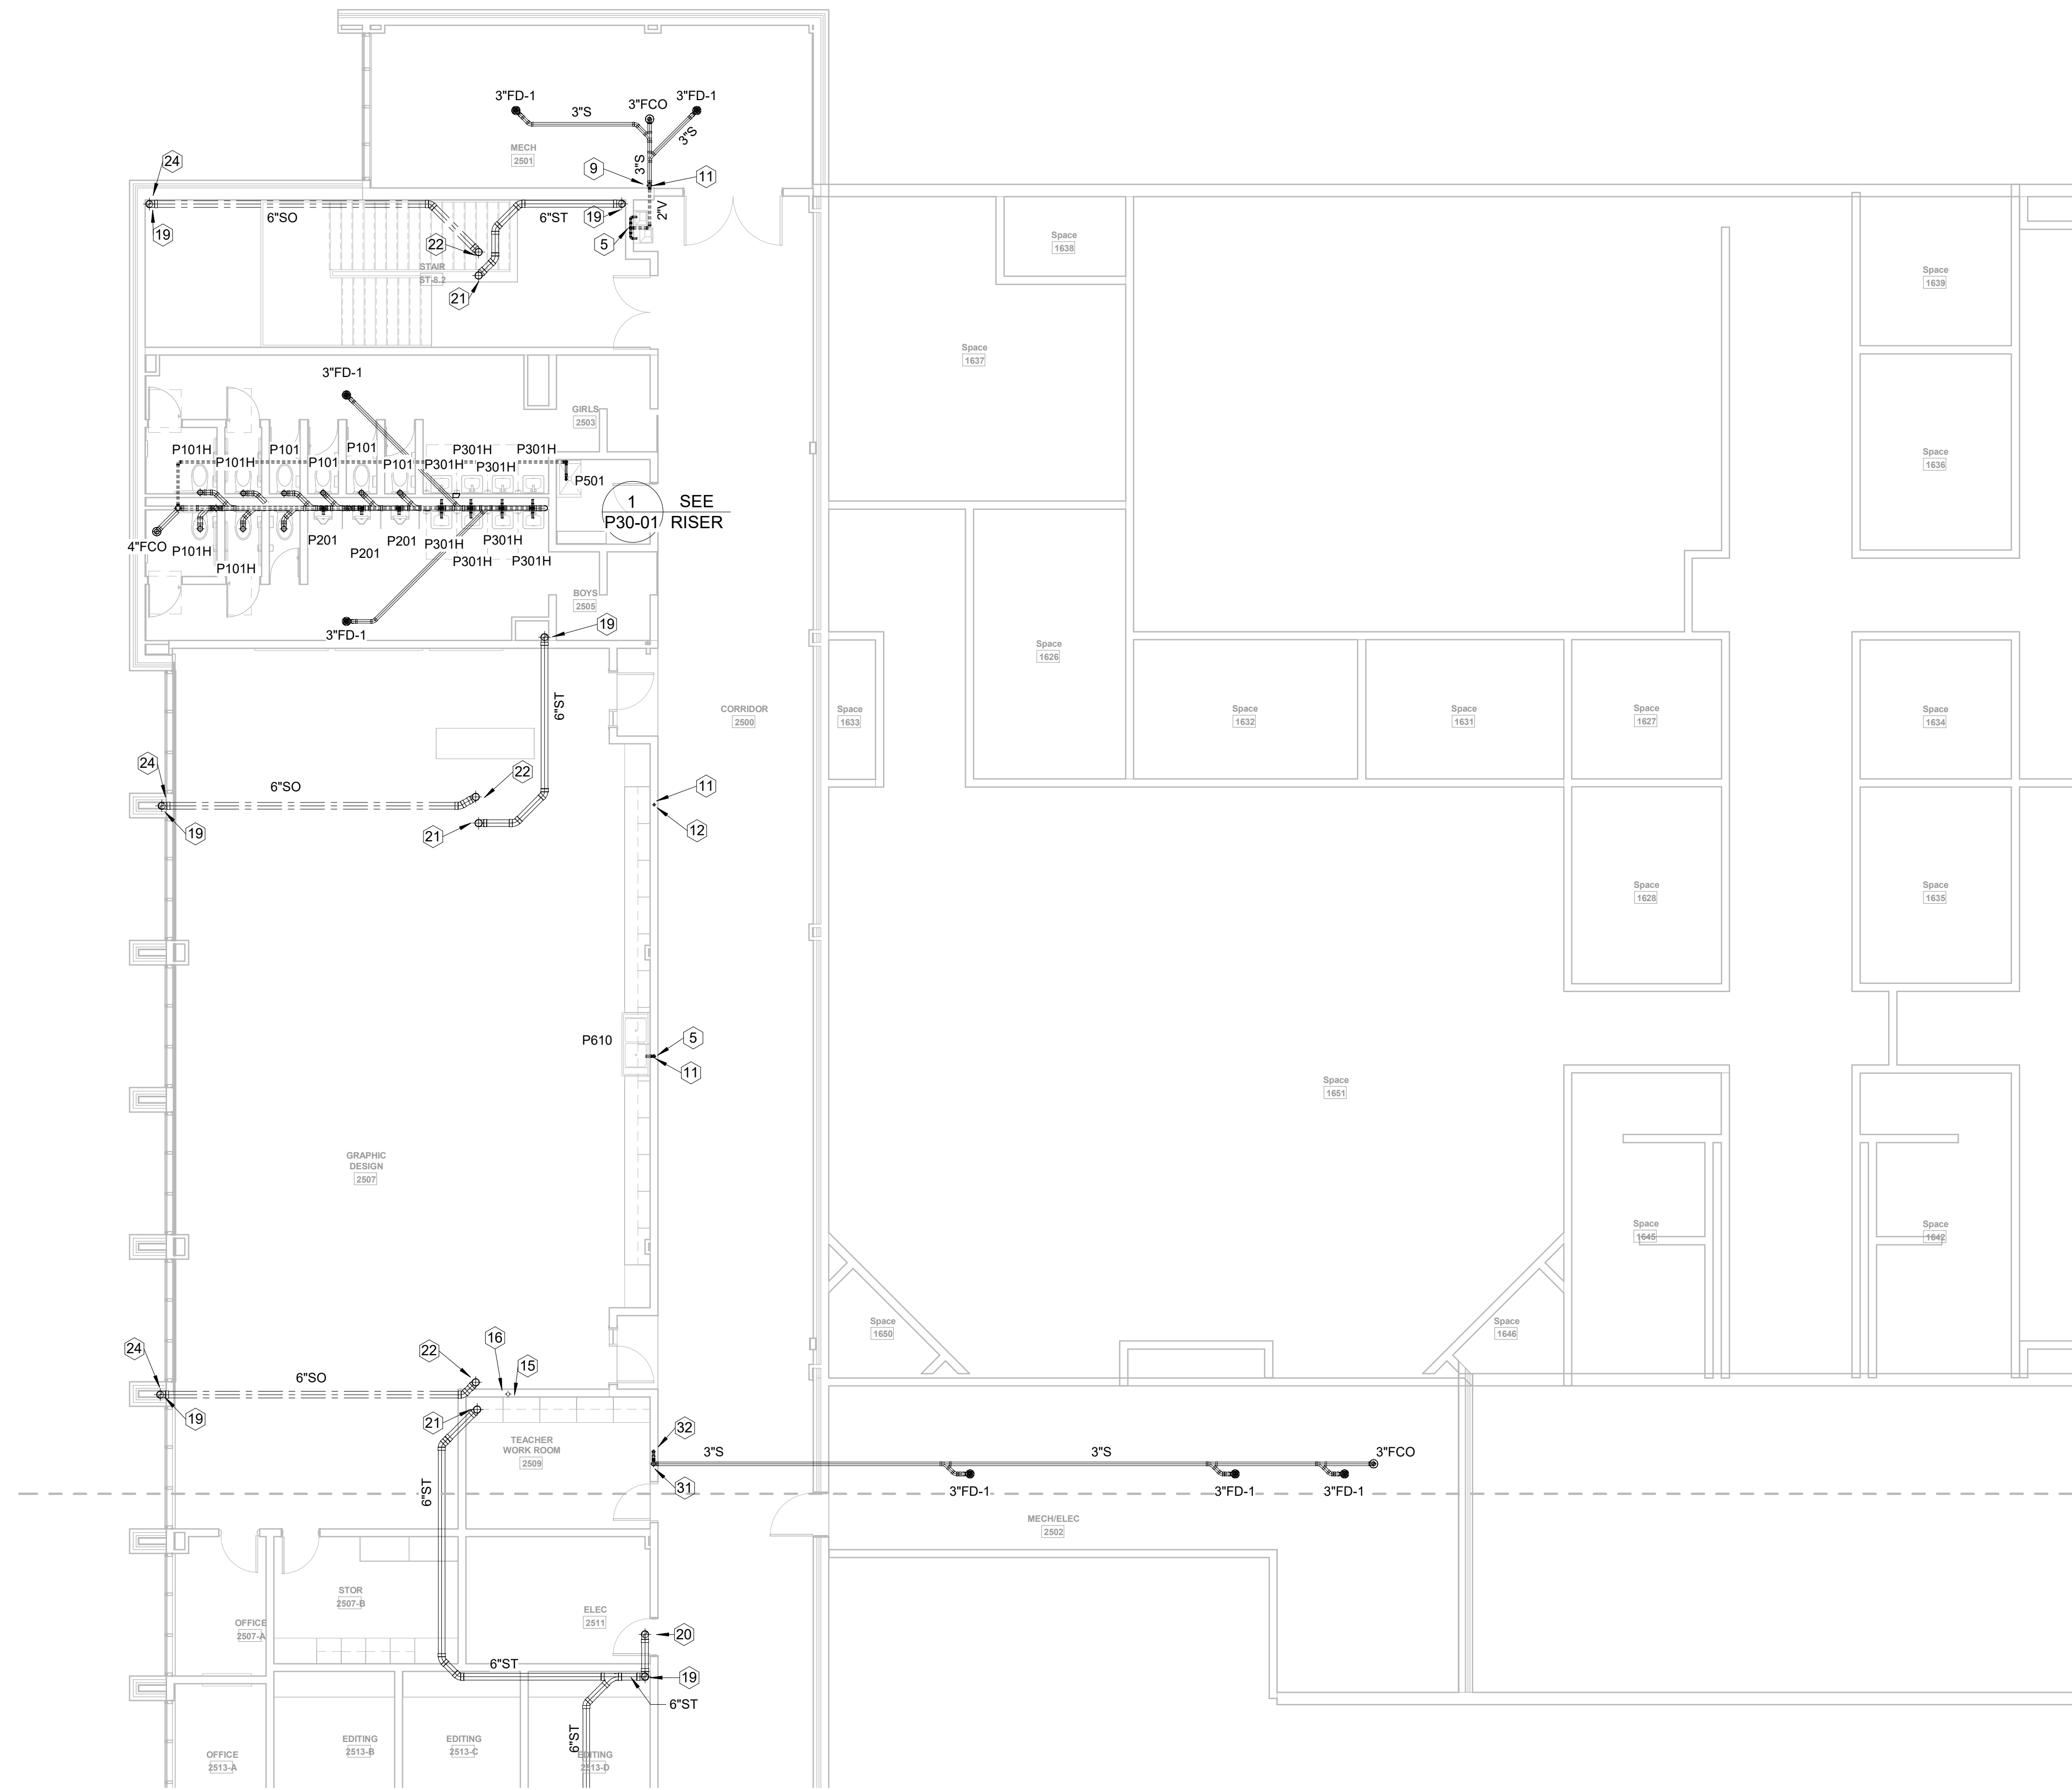 3"FD-1
3"S
3"FCO
3"FD-1
3"S
3"S
MECH
2501
9
11
24
19
6"SO
22
6"ST
19
2"V
5
STAIR
ST-8.2
21
Space
1638
Space
1639
Space
1637
3"FD-1
GIRLS
2503
P101H
P101H
P101
P101
P101
P101
P301H
P301H
P301H
P301H
P501
1
P30-01
SEE
RISER
Space
1636
4"FCO
P101H
P101H
P201
P201
P201
P301H
P301H
P301H
P301H
BOYS
2505
3"FD-1
19
6"ST
Space
1626
CORRIDOR
2500
Space
1633
Space
1632
Space
1631
Space
1627
Space
1634
24
19
6"SO
22
21
11
12
Space
1628
Space
1635
P610
5
11
Space
1651
GRAPHIC
DESIGN
2507
Space
1645
Space
1642
Space
1650
Space
1646
24
19
6"SO
22
16
15
21
TEACHER
WORK ROOM
2509
32
31
3"S
3"S
3"FCO
3"FD-1
3"FD-1
3"FD-1
6"ST
MECH/ELEC
2502
STOR
2507-B
OFFICE
2507-A
ELEC
2511
20
6"ST
19
6"ST
6"ST
OFFICE
2513-A
EDITING
2513-B
EDITING
2513-C
EDITING
2513-D